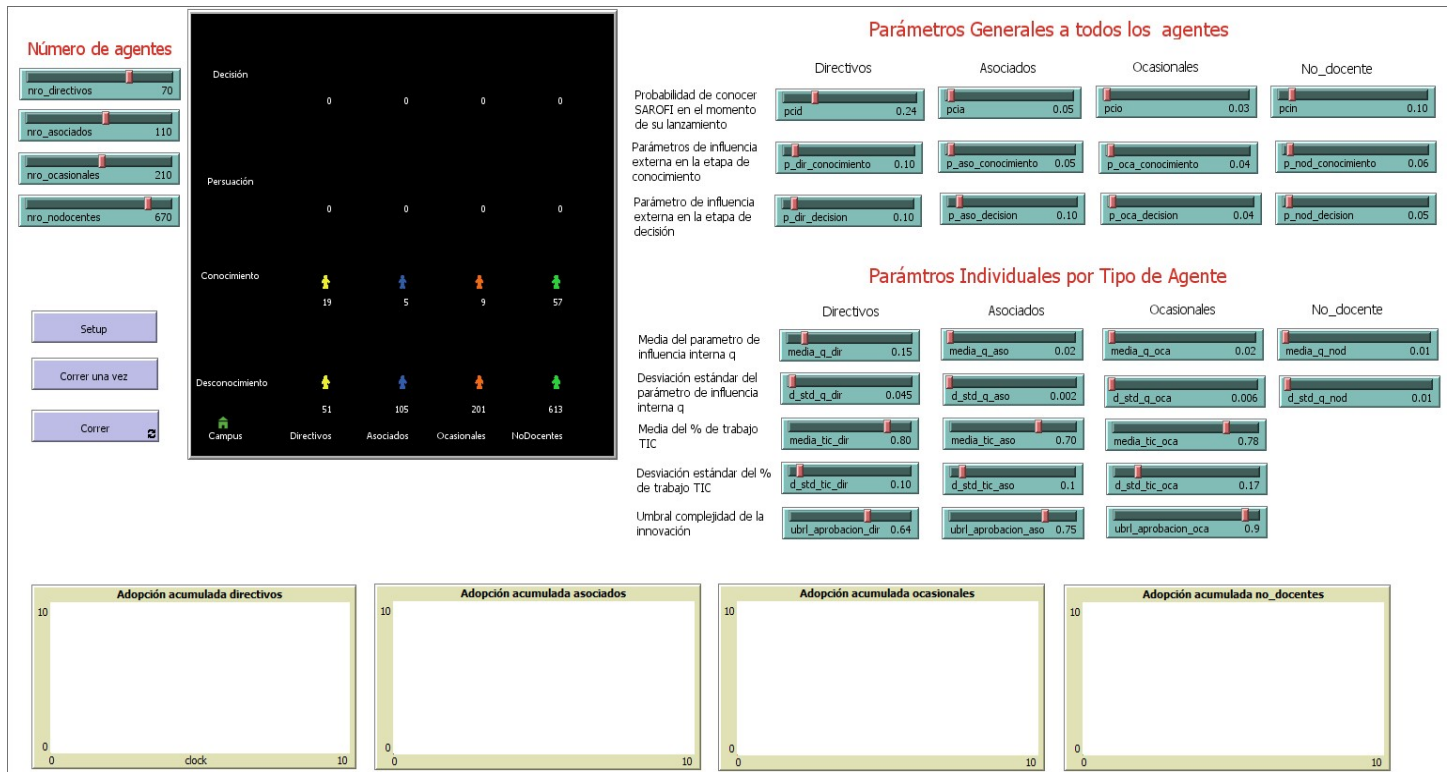 Número de agentes
nro_directivos 70
nro_asociados 110
nro_ocasionales 210
nro_nodocentes 670
Setup
Correr una vez
Correr
Decisión
0 0 0 0
Persuación
0 0 0 0
Conocimiento
19 5 9 57
Desconocimiento
51 105 201 613
Campus Directivos Asociados Ocasionales NoDocentes
Parámetros Generales a todos los agentes
Directivos Asociados Ocasionales No_docente
Probabilidad de conocer
SAROFI en el momento
de su lanzamiento
pcid 0.24
pcia 0.05
pcio 0.03
pcin 0.10
Parámetros de influencia
externa en la etapa de
conocimiento
p_dir_conocimiento 0.10
p_aso_conocimiento 0.05
p_oca_conocimiento 0.04
p_nod_conocimiento 0.06
Parámetro de influencia
externa en la etapa de
decisión
p_dir_decision 0.10
p_aso_decision 0.10
p_oca_decision 0.04
p_nod_decision 0.05
Parámtros Individuales por Tipo de Agente
Directivos Asociados Ocasionales No_docente
Media del parametro de
influencia interna q
media_q_dir 0.15
media_q_aso 0.02
media_q_oca 0.02
media_q_nod 0.01
Desviación estándar del
parámetro de influencia
interna q
d_std_q_dir 0.045
d_std_q_aso 0.002
d_std_q_oca 0.006
d_std_q_nod 0.01
Media del % de trabajo
TIC
media_tic_dir 0.80
media_tic_aso 0.70
media_tic_oca 0.78
Desviación estándar del %
de trabajo TIC
d_std_tic_dir 0.10
d_std_tic_aso 0.1
d_std_tic_oca 0.17
Umbral complejidad de la
innovación
ubrl_aprobacion_dir 0.64
ubrl_aprobacion_aso 0.75
ubrl_aprobacion_oca 0.9
Adopción acumulada directivos
10
0
0 clock 10
Adopción acumulada asociados
10
0
0 10
Adopción acumulada ocasionales
10
0
0 10
Adopción acumulada no_docentes
10
0
0 10